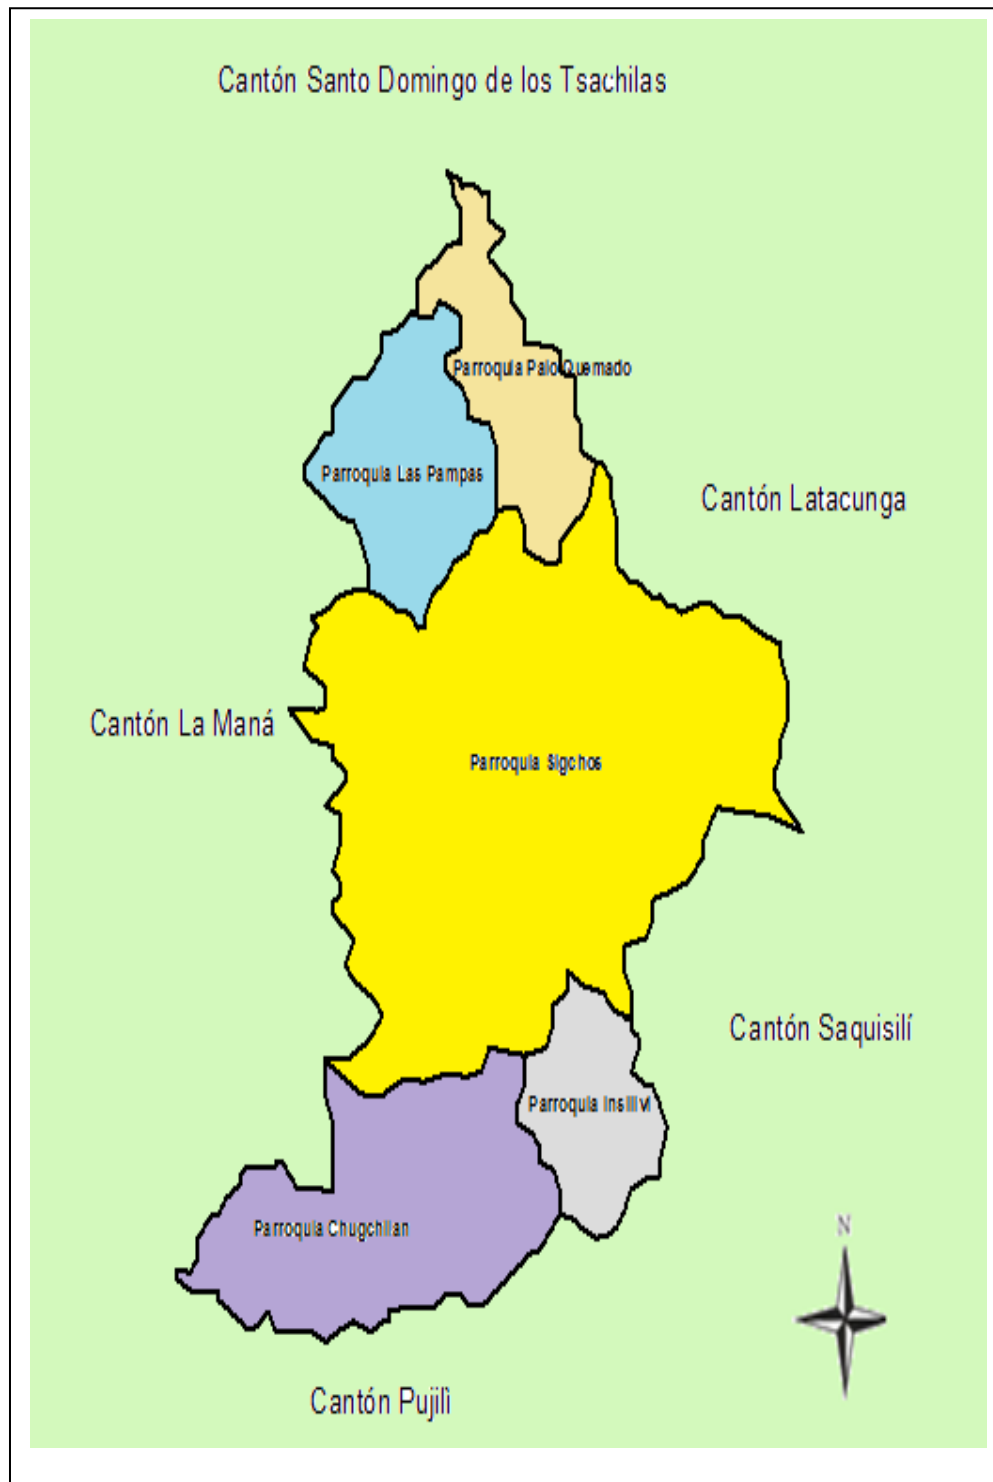 Cantón Santo Domingo de los Tsachilas
Parroquia Palo Quemado
Parroquia Las Pampas
Cantón Latacunga
Cantón La Maná
Parroquia Sigchos
Cantón Saquisilí
Parroquia Insilivi
Parroquia Chugchilan
N
Cantón Pujilì